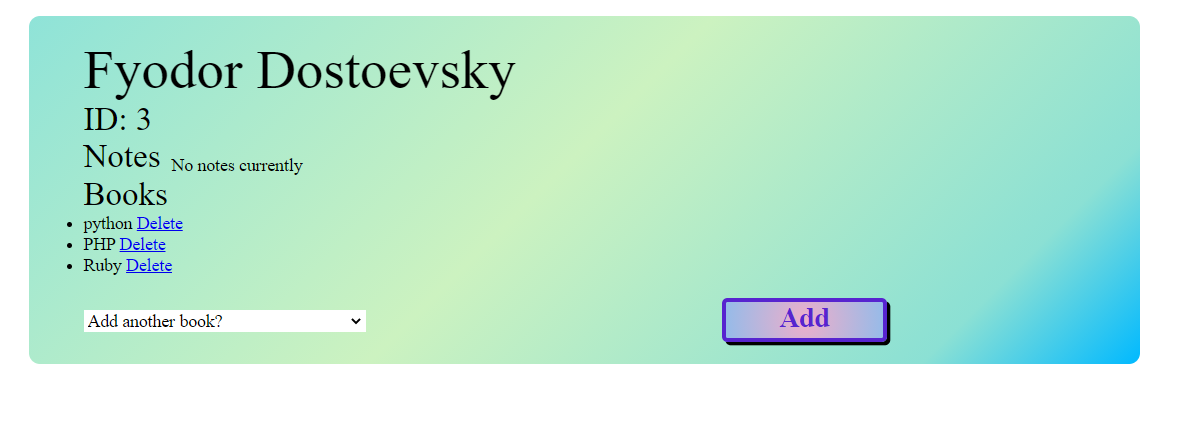 Fyodor Dostoevsky
ID: 3
Notes No notes currently
Books
python Delete
PHP Delete
Ruby Delete
Add another book? Add